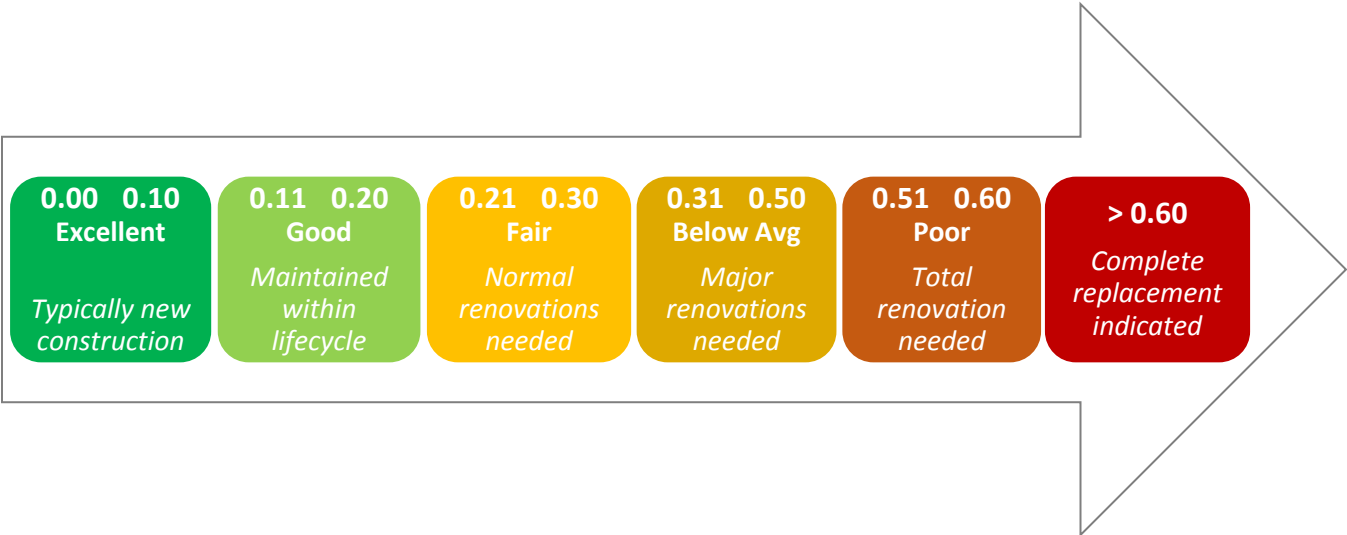 0.00 0.10
Excellent
Typically new
construction
0.11 0.20
Good
Maintained
within
lifecycle
0.21 0.30
Fair
Normal
renovations
needed
0.31 0.50
Below Avg
Major
renovations
needed
0.51 0.60
Poor
Total
renovation
needed
> 0.60
Complete
replacement
indicated